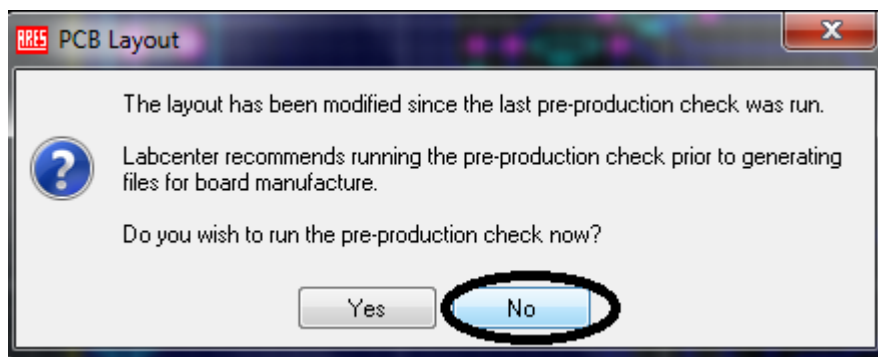 ARES PCB Layout
The layout has been modified since the last pre-production check was run.
Labcenter recommends running the pre-production check prior to generating
files for board manufacture.
Do you wish to run the pre-production check now?
Yes No